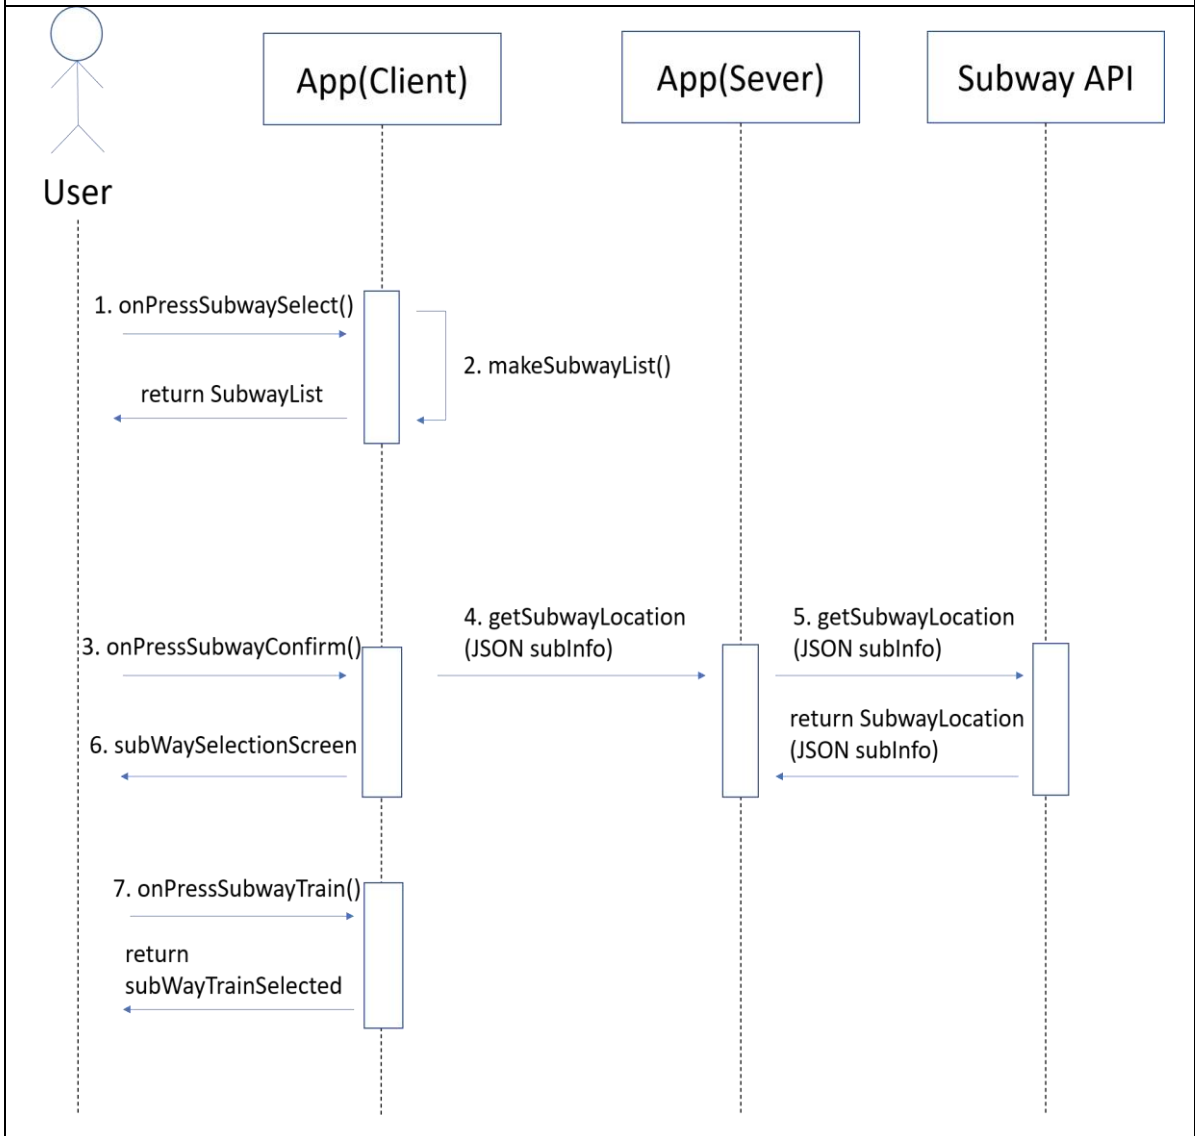 App(Client)
App(Sever)
Subway API
User
1. onPressSubwaySelect()
2. makeSubwayList()
return SubwayList
4. getSubwayLocation
(JSON subInfo)
5. getSubwayLocation
(JSON subInfo)
3. onPressSubwayConfirm()
return SubwayLocation
(JSON subInfo)
6. subWaySelectionScreen
7. onPressSubwayTrain()
return
subWayTrainSelected